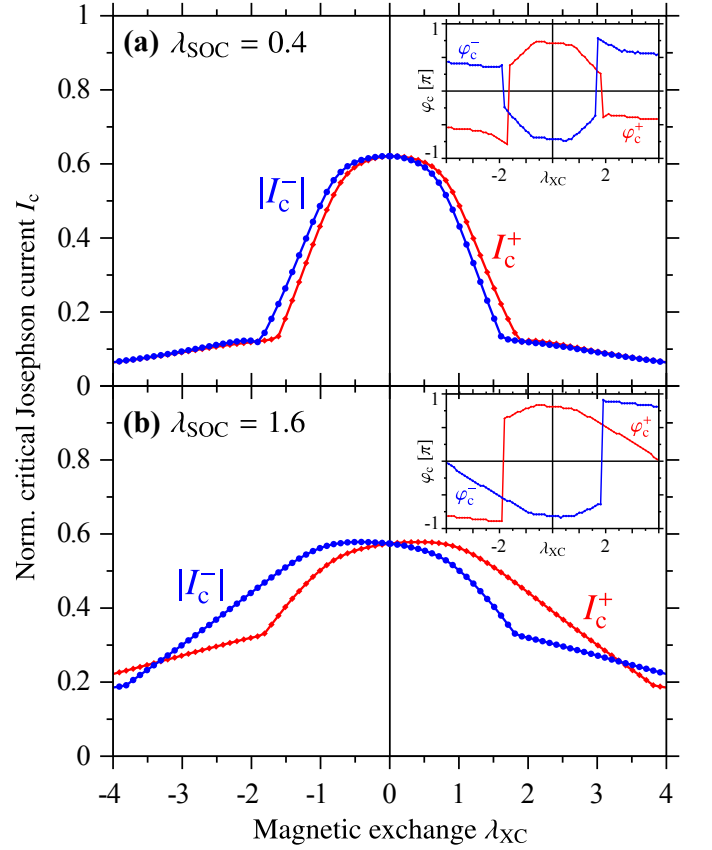 (a) λSOC = 0.4
|Ic−|
Ic+
1
0.8
0.6
0.4
0.2
0
φc [π]
1
-1
φc−
φc+
-2
λXC
2
(b) λSOC = 1.6
|Ic−|
Ic+
0.8
0.6
0.4
0.2
0
φc [π]
1
-1
φc+
φc−
-2
λXC
2
-4 -3 -2 -1 0 1 2 3 4
Magnetic exchange λXC
Norm. critical Josephson current Ic